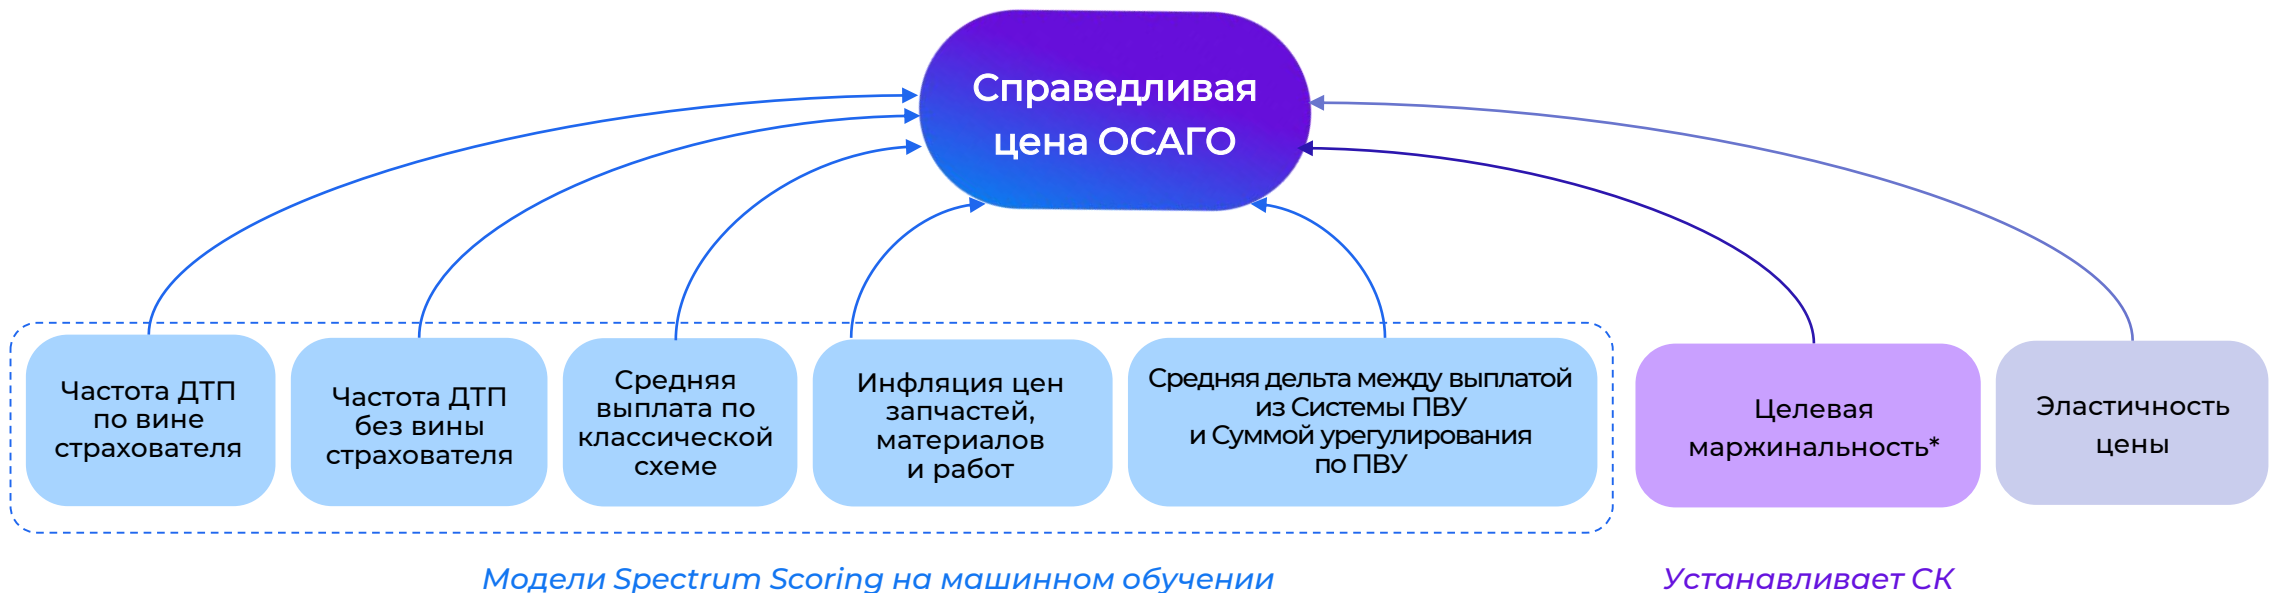 Справедливая
цена ОСАГО
Частота ДТП
по вине
страхователя
Частота ДТП
без вины
страхователя
Средняя
выплата по
классической
схеме
Инфляция цен
запчастей,
материалов
и работ
Средняя дельта между выплатой
из Системы ПВУ
и Суммой урегулирования
по ПВУ
Целевая
маржинальность*
Эластичность
цены
Модели Spectrum Scoring на машинном обучении
Устанавливает СК